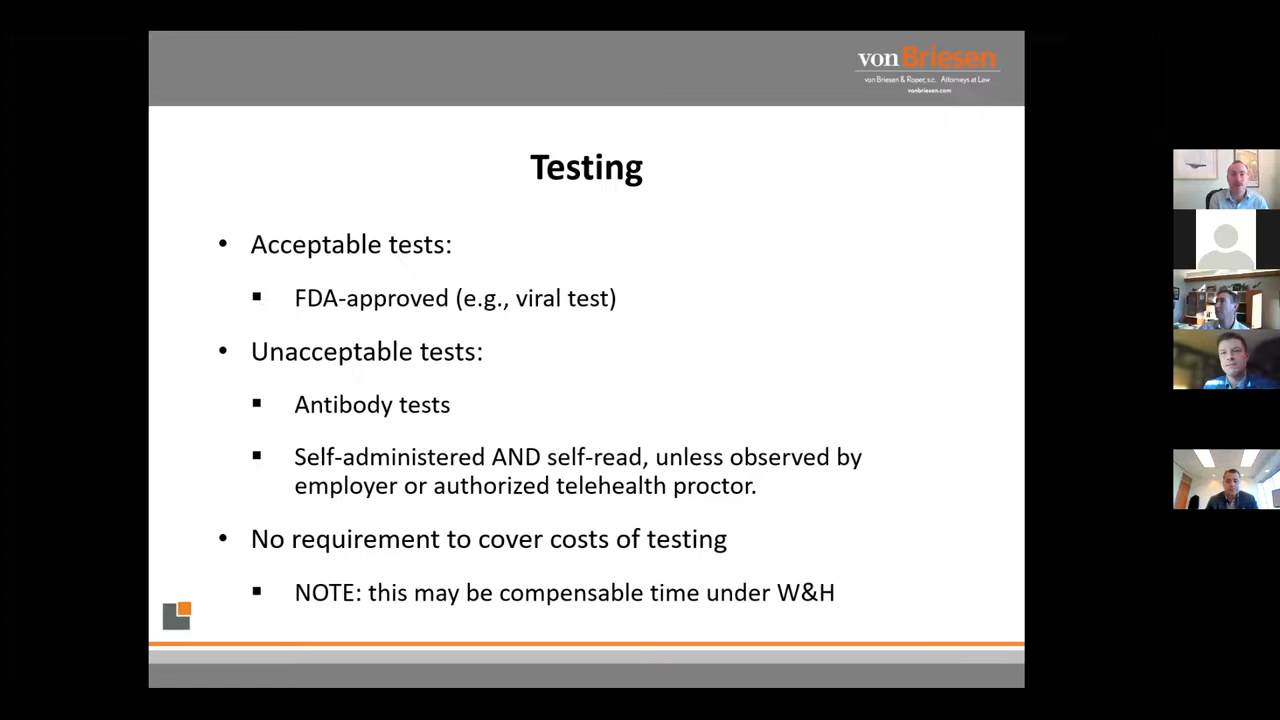 von Briesen
von Briesen & Roper, s.c. Attorneys at Law
vonbriesen.com
Testing
• Acceptable tests:
▪ FDA-approved (e.g., viral test)
• Unacceptable tests:
▪ Antibody tests
▪ Self-administered AND self-read, unless observed by
employer or authorized telehealth proctor.
• No requirement to cover costs of testing
▪ NOTE: this may be compensable time under W&H